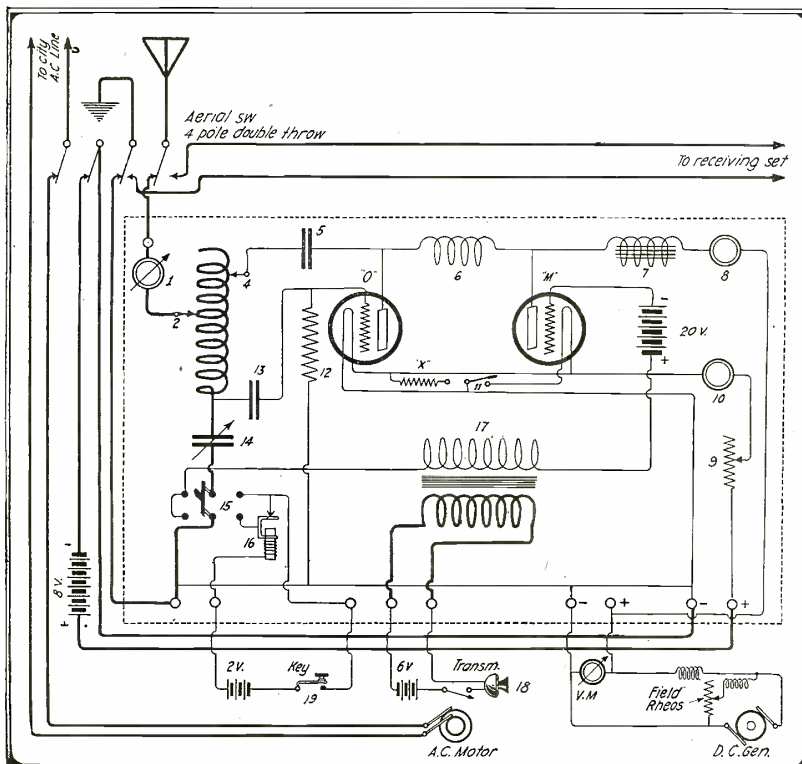 To city
A.C Line
Aerial sw
4 pole double throw
To receiving set
1
2
4
5
"O"
6
"M"
7
8
20 V.
-
+
"X"
11
12
13
14
10
9
17
15
16
8 V.
-
+
-
+
-
+
2 V.
Key
19
6V
Transm.
18
V.M
Field
Rheos
A.C. Motor
D.C. Gen.